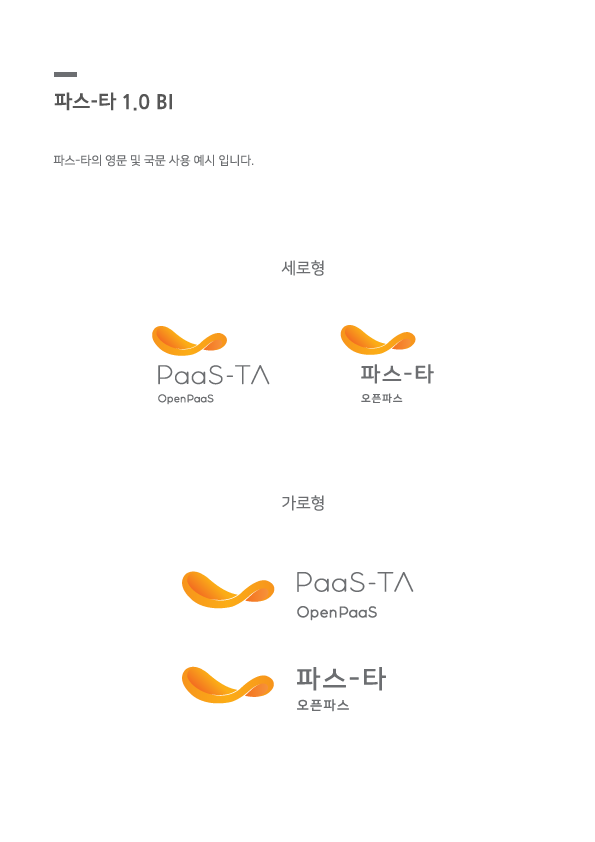 파스-타 1.0 BI
파스-타의 영문 및 국문 사용 예시 입니다.
세로형
PaaS-TA
OpenPaaS
파스-타
오픈파스
가로형
PaaS-TA
OpenPaaS
파스-타
오픈파스